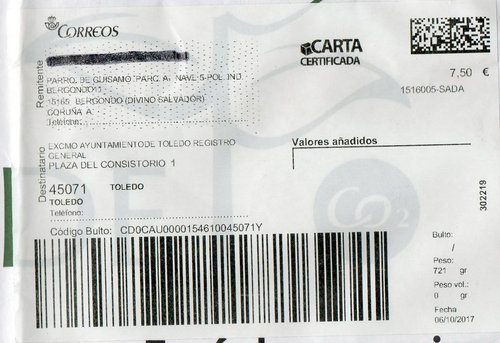 CORREOS
CARTA
CERTIFICADA
7,50 €
1516005-SADA
Remitente
PARRO. DE GUISAMO (PARC. A). NAVE-5-POL.IND.
15165 BERGONDO (DIVINO SALVADOR)
CORUÑA A
Teléfono:
Valores añadidos
Destinatario
EXCMO AYUNTAMIENTO DE TOLEDO REGISTRO
GENERAL
PLAZA DEL CONSISTORIO 1
45071 TOLEDO
TOLEDO
Teléfono:
CO2
302219
Código Bulto: CD0CAU0000154610045071Y
Bulto:
/
Peso:
721 gr
Peso vol.:
0 gr
Fecha
06/10/2017